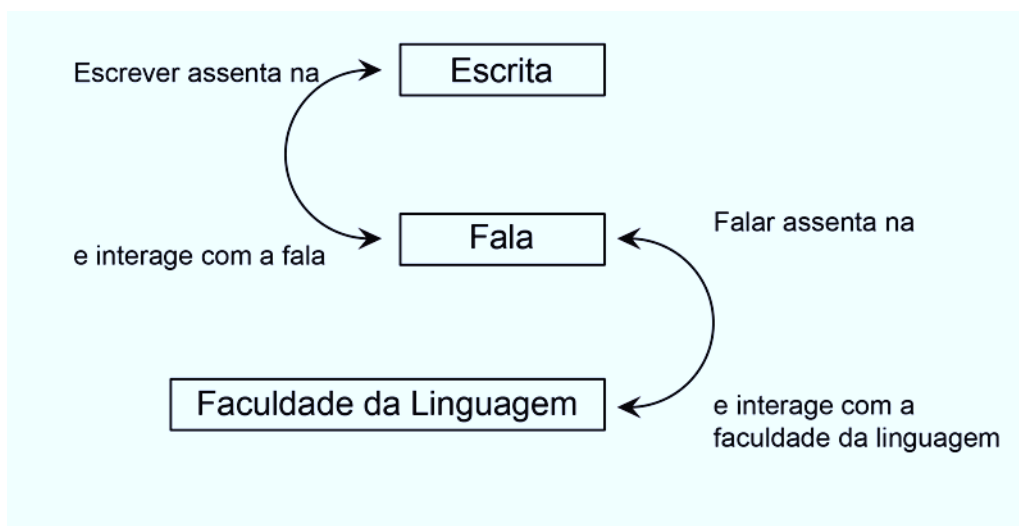 Escrever assenta na
Escrita
e interage com a fala
Fala
Falar assenta na
Faculdade da Linguagem
e interage com a
faculdade da linguagem